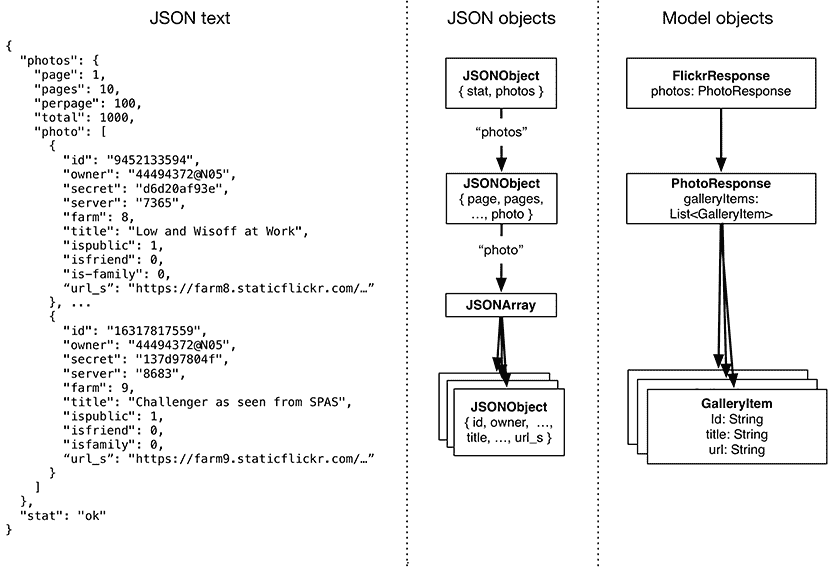 JSON text
{
  "photos": {
    "page": 1,
    "pages": 10,
    "perpage": 100,
    "total": 1000,
    "photo": [
      {
        "id": "9452133594",
        "owner": "44494372@N05",
        "secret": "d6d20af93e",
        "server": "7365",
        "farm": 8,
        "title": "Low and Wisoff at Work",
        "ispublic": 1,
        "isfriend": 0,
        "is-family": 0,
        "url_s": "https://farm8.staticflickr.com/…"
      }, ...
      {
        "id": "16317817559",
        "owner": "44494372@N05",
        "secret": "137d97804f",
        "server": "8683",
        "farm": 9,
        "title": "Challenger as seen from SPAS",
        "ispublic": 1,
        "isfriend": 0,
        "isfamily": 0,
        "url_s": "https://farm9.staticflickr.com/…"
      }
    ]
  },
  "stat": "ok"
}
JSON objects
JSONObject
{ stat, photos }
“photos”
JSONObject
{ page, pages,
…, photo }
“photo”
JSONArray
JSONObject
{ id, owner, …,
title, …, url_s }
Model objects
FlickrResponse
photos: PhotoResponse
PhotoResponse
galleryItems:
List<GalleryItem>
GalleryItem
Id: String
title: String
url: String